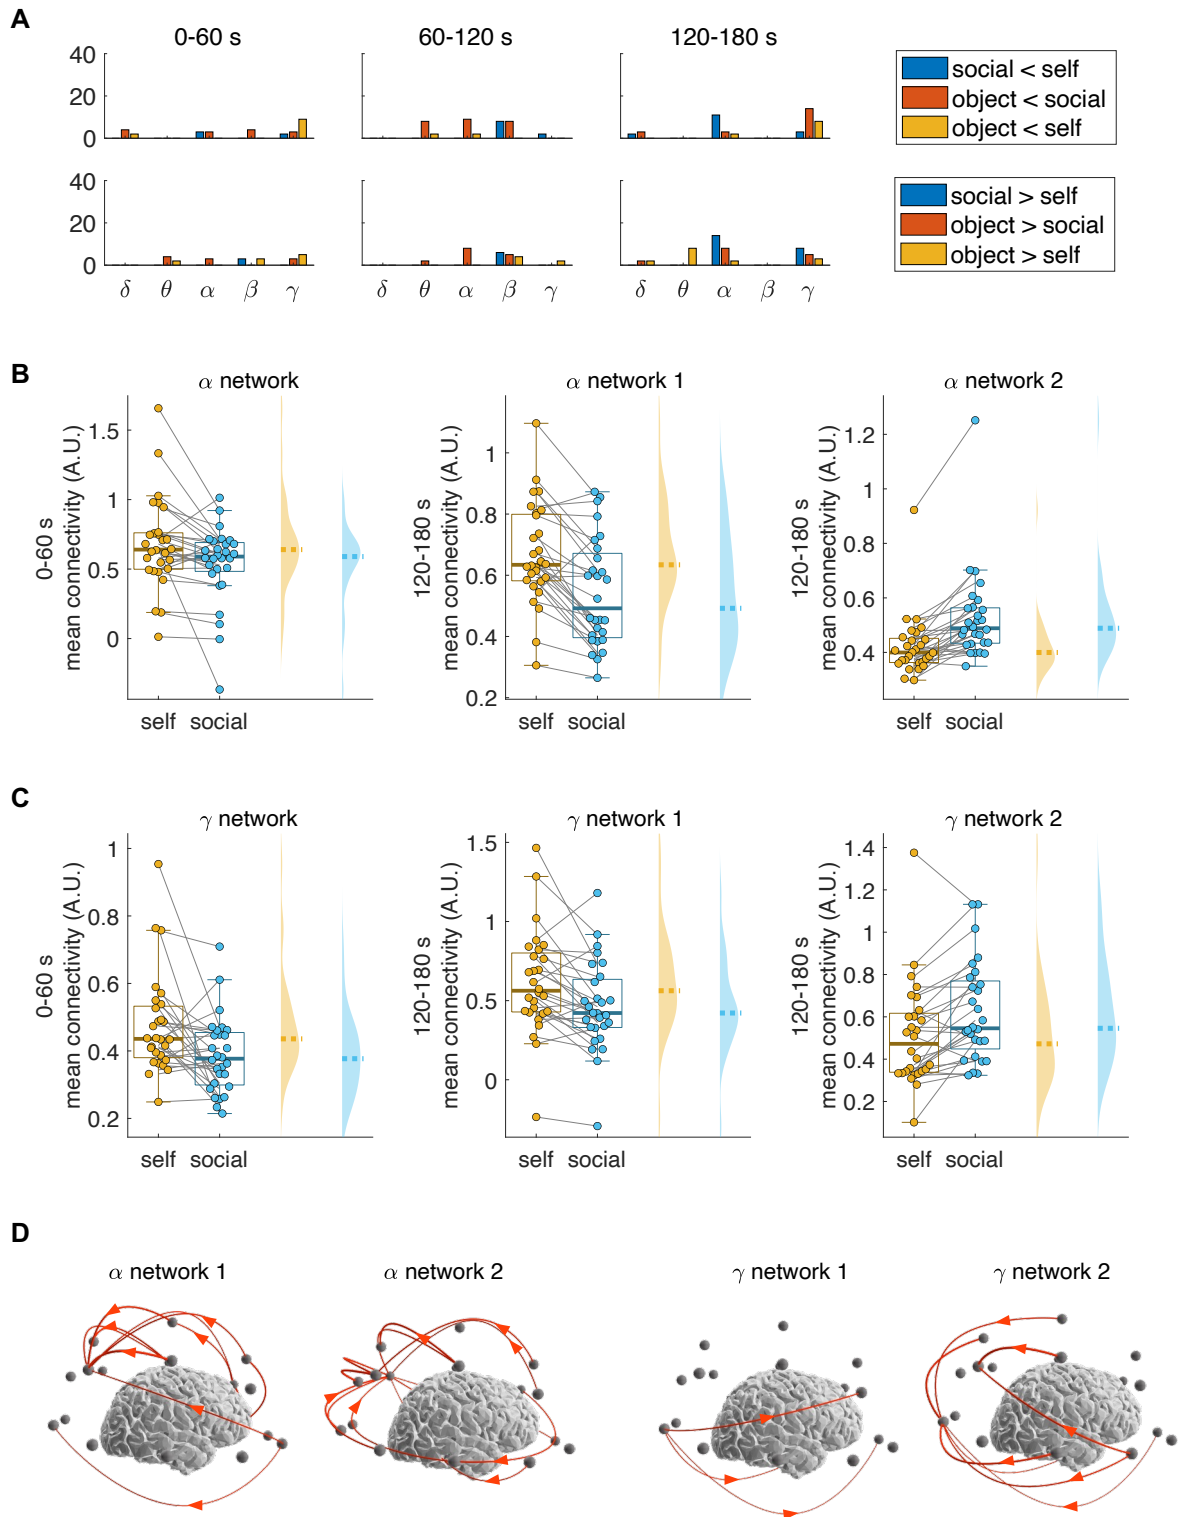 A
0-60 s
60-120 s
120-180 s
40
20
0
social < self
object < social
object < self
40
20
0
social > self
object > social
object > self
δ θ α β γ
δ θ α β γ
δ θ α β γ
B
α network
0-60 s
mean connectivity (A.U.)
1.5
1
0.5
0
self social
α network 1
120-180 s
mean connectivity (A.U.)
1
0.8
0.6
0.4
0.2
self social
α network 2
120-180 s
mean connectivity (A.U.)
1.2
1
0.8
0.6
0.4
self social
C
γ network
0-60 s
mean connectivity (A.U.)
1
0.8
0.6
0.4
0.2
self social
γ network 1
120-180 s
mean connectivity (A.U.)
1.5
1
0.5
0
self social
γ network 2
120-180 s
mean connectivity (A.U.)
1.4
1.2
1
0.8
0.6
0.4
0.2
self social
D
α network 1
α network 2
γ network 1
γ network 2